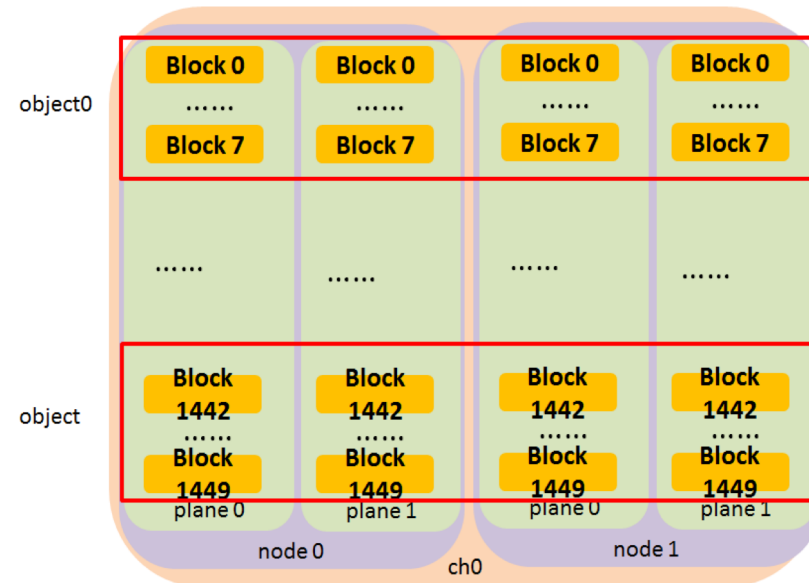 Block 0 Block 0 Block 0 Block 0
object0 ...... ...... ...... ......
Block 7 Block 7 Block 7 Block 7
...... ...... ...... ......
Block Block Block Block
object 1442 1442 1442 1442
...... ...... ...... ......
Block Block Block Block
1449 1449 1449 1449
plane 0 plane 1 plane 0 plane 1
node 0 node 1
ch0